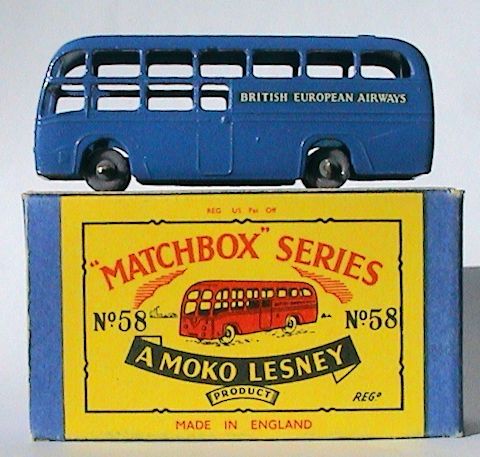 BRITISH EUROPEAN AIRWAYS
REG US Pat Off
"MATCHBOX" SERIES
Nº58 Nº58
A MOKO LESNEY
PRODUCT
REGD
MADE IN ENGLAND